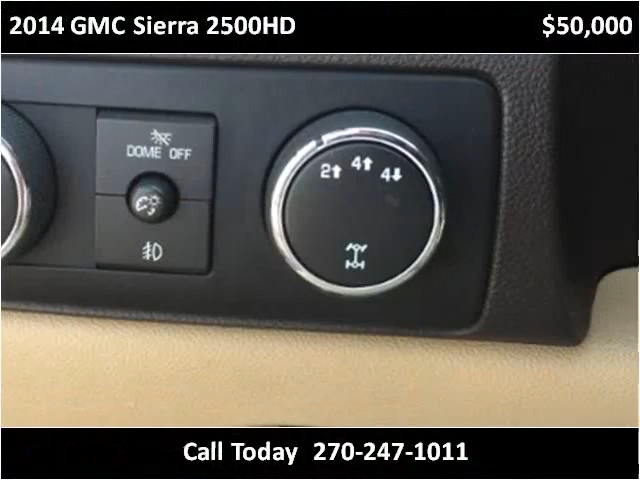 2014 GMC Sierra 2500HD $50,000
DOME OFF
2⬆ 4⬆ 4⬇
Call Today 270-247-1011